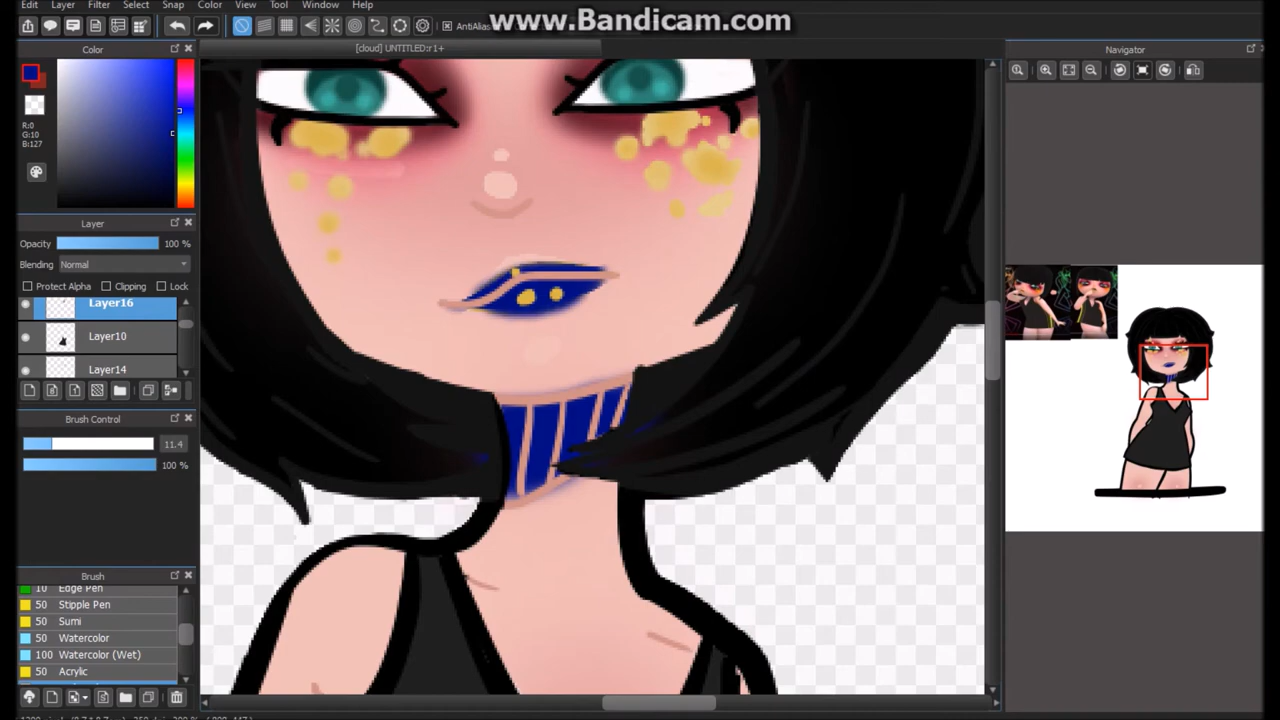 Edit Layer Filter Select Snap Color View Tool Window Help
www.Bandicam.com
AntiAlias
Color
[cloud] UNTITLED:r1+
Navigator
R:0
G:10
B:127
Layer
Opacity 100 %
Blending Normal
Protect Alpha Clipping Lock
Layer16
Layer10
Layer14
Brush Control
11.4
100 %
Brush
10 Edge Pen
50 Stipple Pen
50 Sumi
50 Watercolor
100 Watercolor (Wet)
50 Acrylic